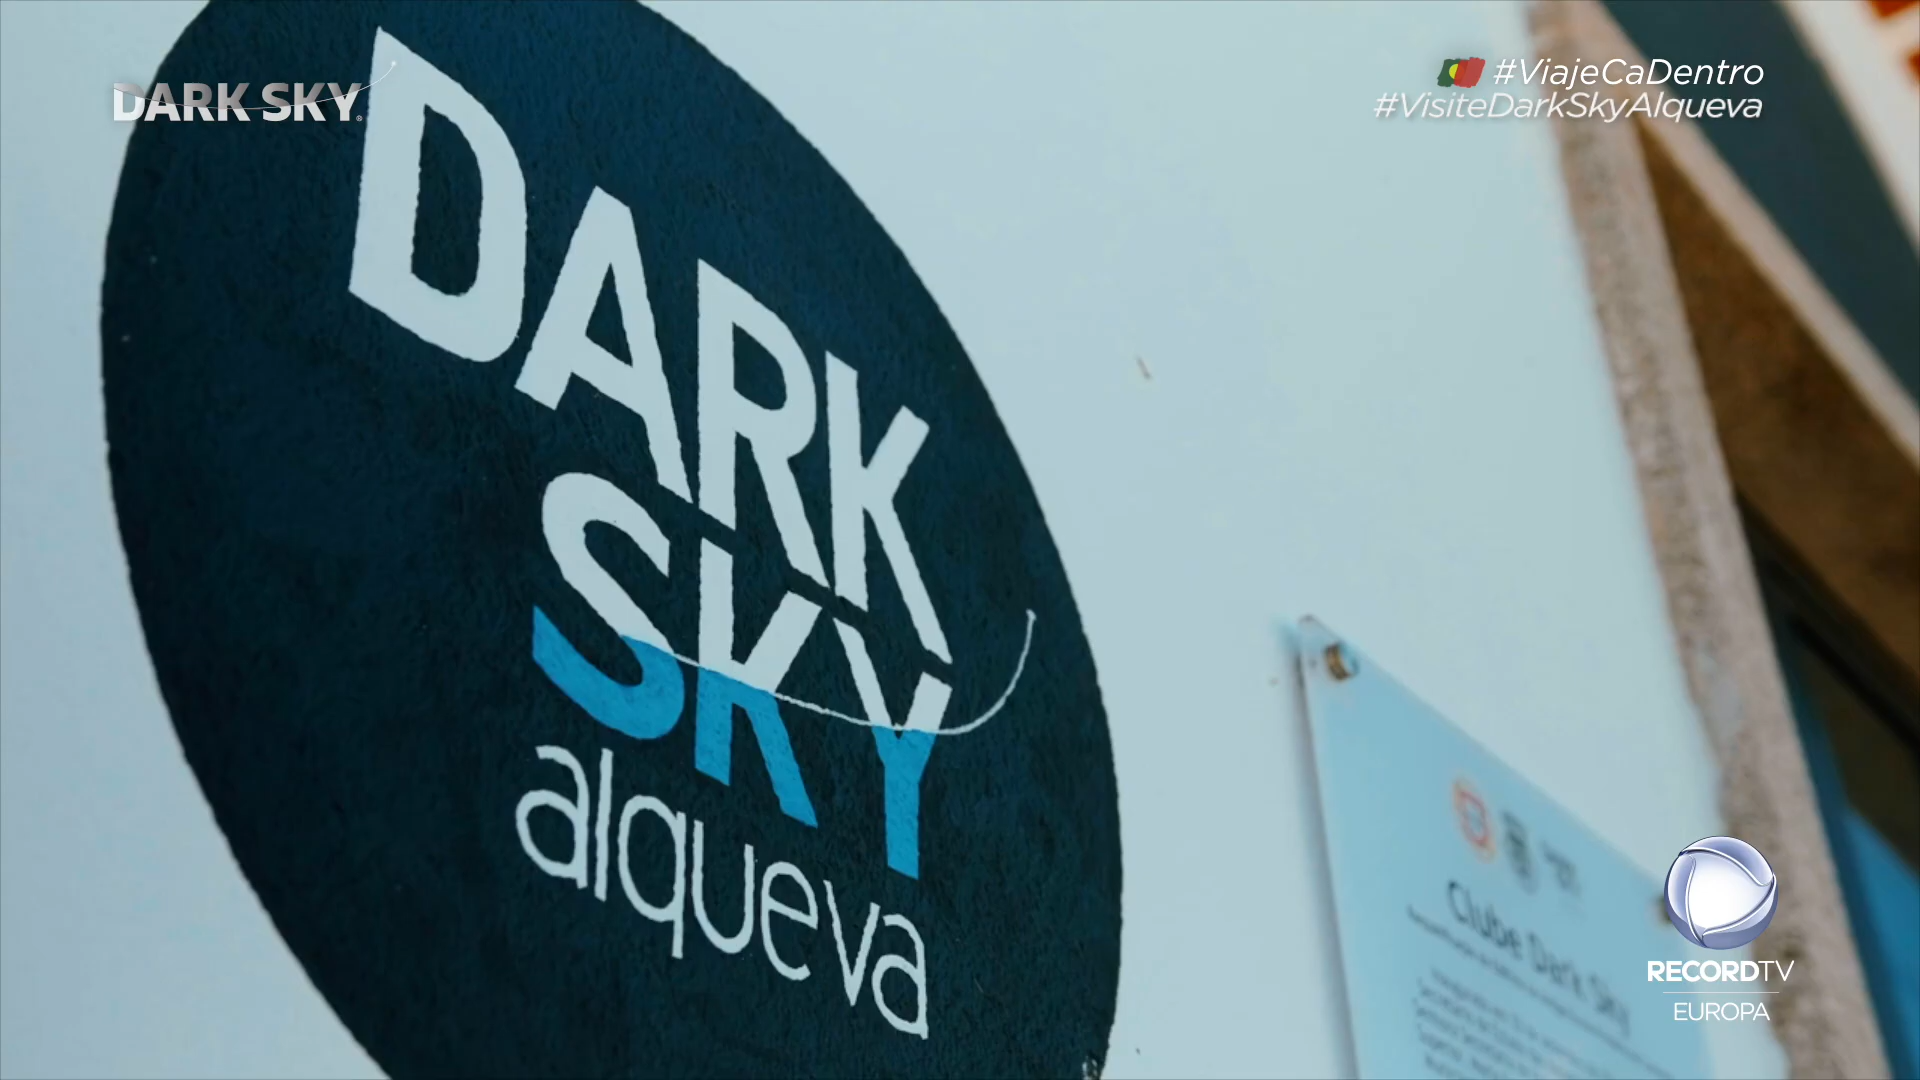 DARK SKY
#ViajeCaDentro
#VisiteDarkSkyAlqueva
DARK
SKY
alqueva
Clube Dark Sky
RECORDTV
EUROPA